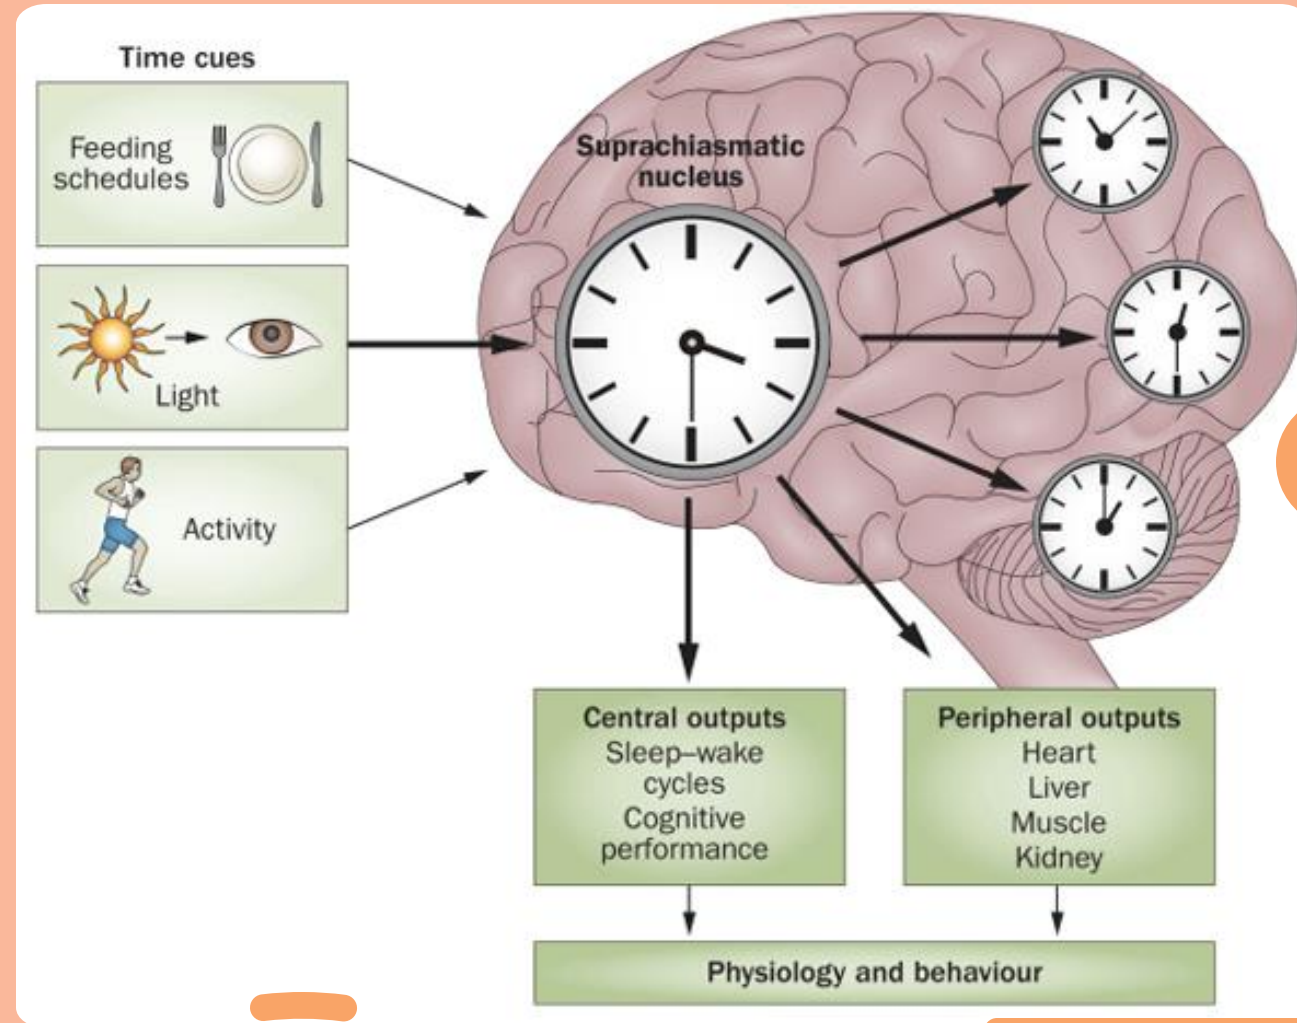 Time cues
Feeding
schedules
Light
Activity
Suprachiasmatic
nucleus
Central outputs
Sleep–wake
cycles
Cognitive
performance
Peripheral outputs
Heart
Liver
Muscle
Kidney
Physiology and behaviour